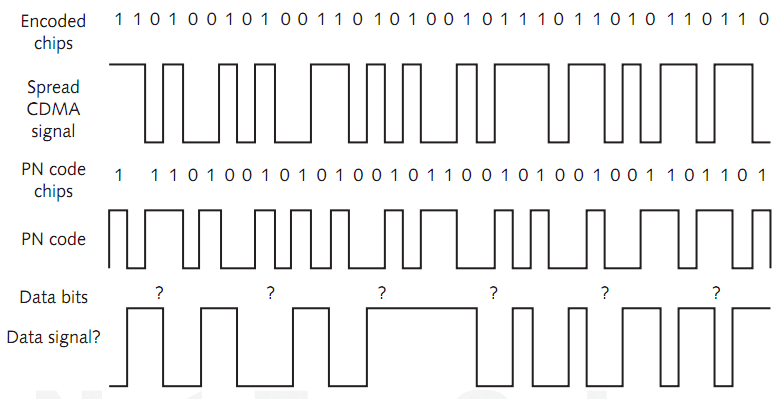 Encoded chips
1 1 0 1 0 0 1 0 1 0 0 1 1 0 1 0 1 0 0 1 0 1 1 1 0 1 1 0 1 0 1 1 0 1 1 0
Spread
CDMA
signal
PN code chips
1 1 1 0 1 0 0 1 0 1 0 1 0 0 1 0 1 1 0 0 1 0 1 0 0 1 0 0 1 1 0 1 1 0 1
PN code
Data bits ? ? ? ? ? ?
Data signal?